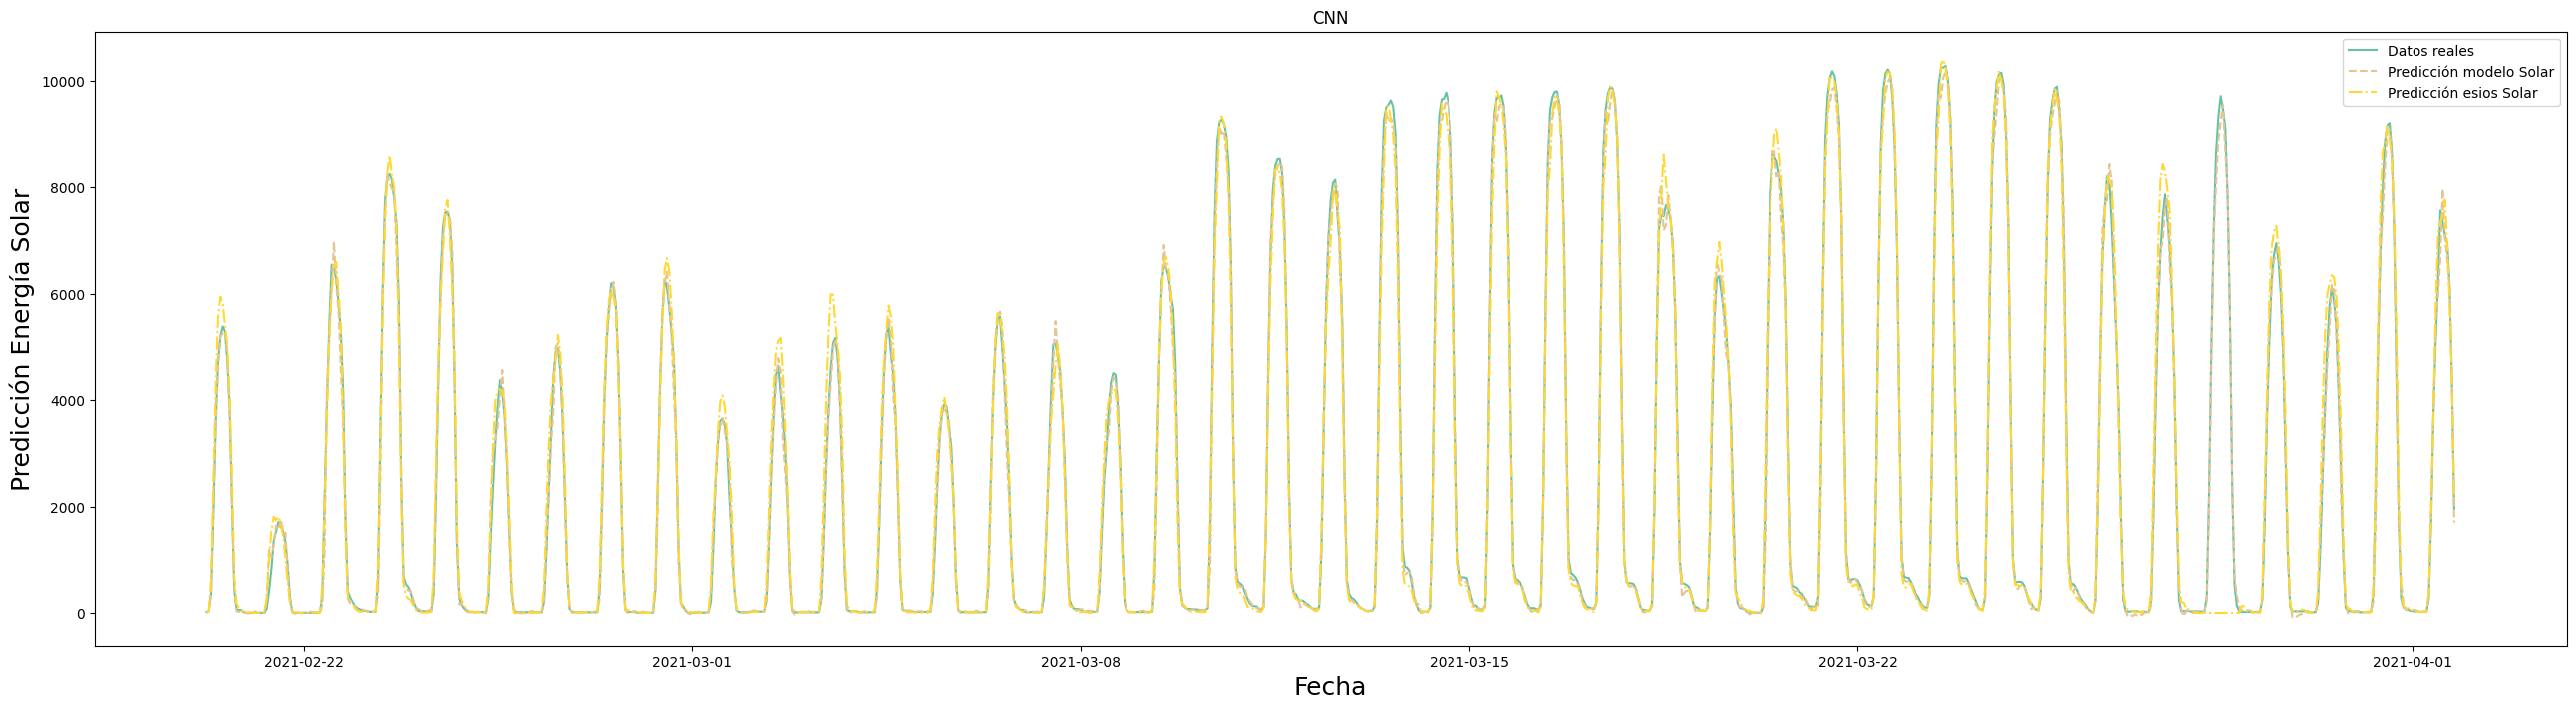 CNN
Datos reales
Predicción modelo Solar
Predicción esios Solar
Predicción Energía Solar
10000
8000
6000
4000
2000
0
2021-02-22
2021-03-01
2021-03-08
2021-03-15
2021-03-22
2021-04-01
Fecha